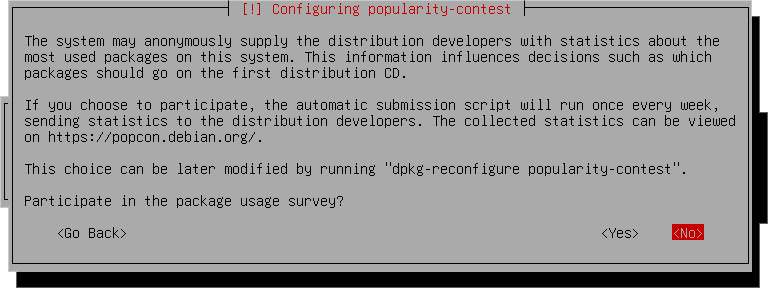 [!] Configuring popularity-contest
The system may anonymously supply the distribution developers with statistics about the
most used packages on this system. This information influences decisions such as which
packages should go on the first distribution CD.
If you choose to participate, the automatic submission script will run once every week,
sending statistics to the distribution developers. The collected statistics can be viewed
on https://popcon.debian.org/.
This choice can be later modified by running "dpkg-reconfigure popularity-contest".
Participate in the package usage survey?
<Go Back> <Yes> <No>